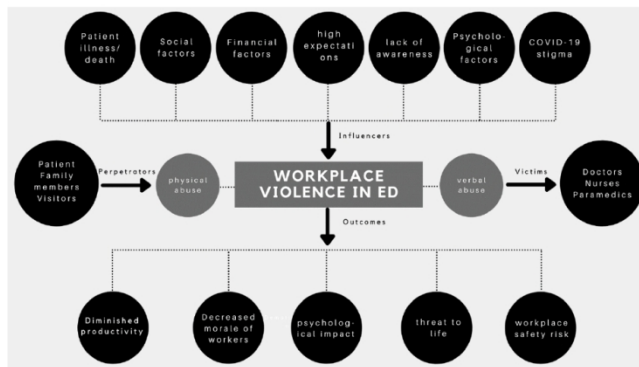 Patient
illness/
death
Social
factors
Financial
factors
high
expectati
ons
lack of
awareness
Psycholo-
gical
factors
COVID-19
stigma
Influencers
Patient
Family
members
Visitors
Perpetrators
physical
abuse
WORKPLACE
VIOLENCE IN ED
verbal
abuse
Victims
Doctors
Nurses
Paramedics
Outcomes
Diminished
productivity
Decreased
morale of
workers
psycholog-
ical impact
threat to
life
workplace
safety risk